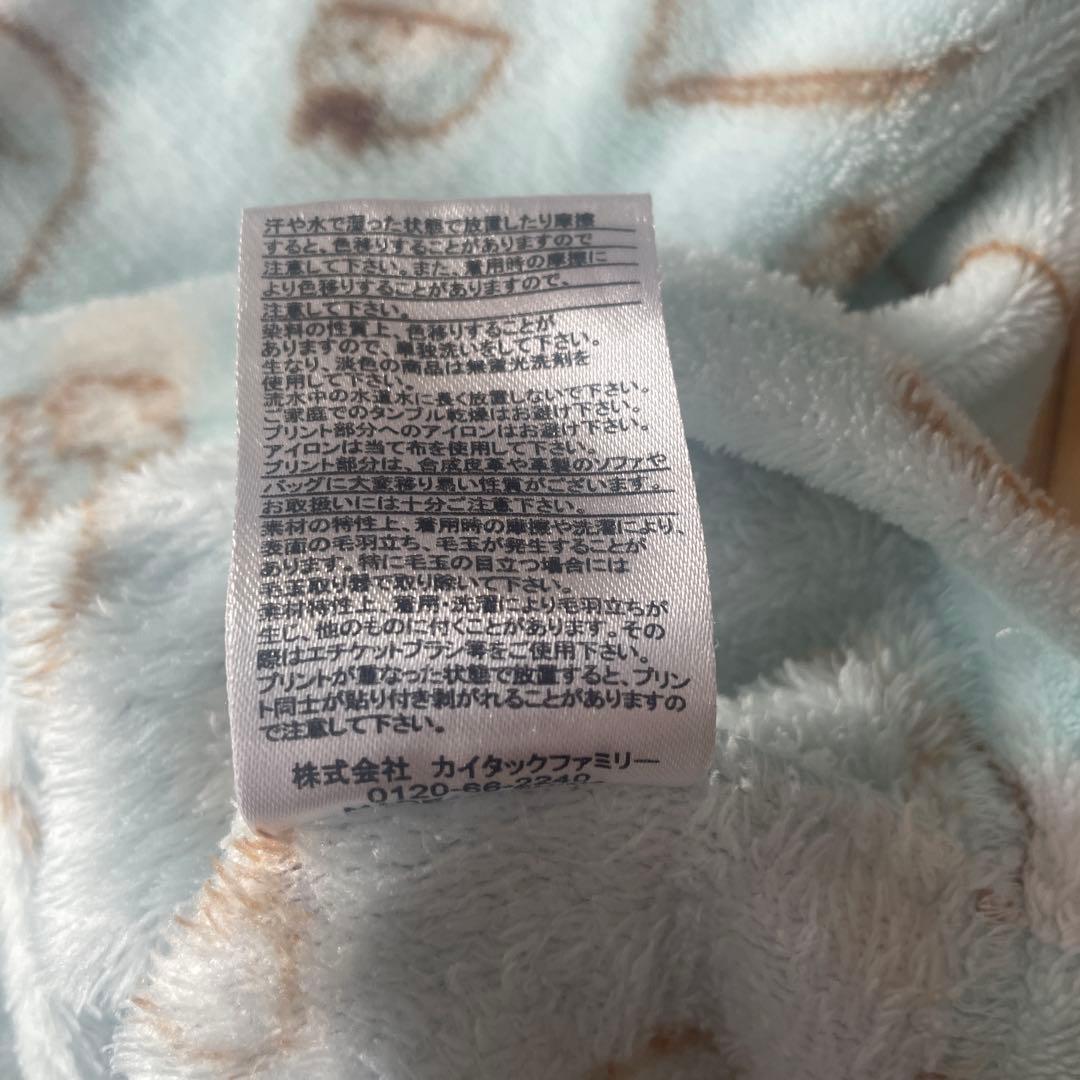 汗や水で湿った状態で放置したり摩擦
すると、色移りすることがありますので
注意して下さい。また、着用時の摩擦に
より色移りすることがありますので、
注意して下さい。
染料の性質上、色移りすることが
ありますので、単独洗いをして下さい。
生なり、淡色の商品は無蛍光洗剤を
使用して下さい。
流水中の水道水に長く放置しないで下さい。
ご家庭でのタンブル乾燥はお避け下さい。
プリント部分へのアイロンはお避け下さい。
アイロンは当て布を使用して下さい。
プリント部分は、合成皮革や革製のソファや
バッグに大変移り悪い性質がございます。
お取扱いには十分ご注意下さい。
素材の特性上、着用時の摩擦や洗濯により、
表面の毛羽立ち、毛玉が発生することが
あります。特に毛玉の目立つ場合には
毛玉取り器で取り除いて下さい。
素材特性上、着用・洗濯により毛羽立ちが
生し、他のものに付くことがあります。その
際はエチケットブラシ等をご使用下さい。
プリントが重なった状態で放置すると、プリン
ト同士が貼り付き剥がれることがありますの
で注意して下さい。
株式会社 カイタックファミリー
0120-66-2240